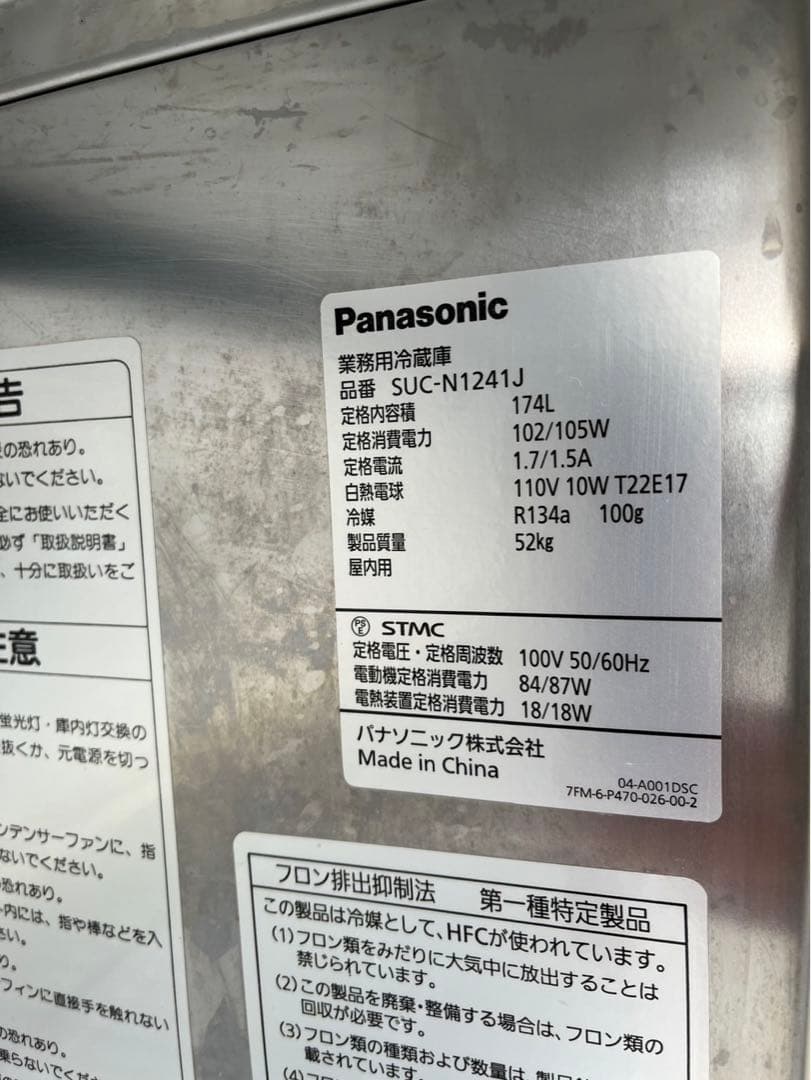 告
の恐れあり。
ないでください。
全にお使いいただく
必ず「取扱説明書」
、十分に取扱いをご
注意
蛍光灯・庫内灯交換の
抜くか、元電源を切っ
ンデンサーファンに、指
ないでください。
恐れあり。
内には、指や棒などを入
さい。
フィンに直接手を触れない
の恐れあり。
乗らないでくだ
Panasonic
業務用冷蔵庫
品番 SUC-N1241J
定格内容積 174L
定格消費電力 102/105W
定格電流 1.7/1.5A
白熱電球 110V 10W T22E17
冷媒 R134a 100g
製品質量 52kg
屋内用
PSE STMC
定格電圧・定格周波数 100V 50/60Hz
電動機定格消費電力 84/87W
電熱装置定格消費電力 18/18W
パナソニック株式会社
Made in China
04-A001DSC
7FM-6-P470-026-00-2
フロン排出抑制法 第一種特定製品
この製品は冷媒として、HFCが使われています。
(1)フロン類をみだりに大気中に放出することは
禁じられています。
(2)この製品を廃棄・整備する場合は、フロン類の
回収が必要です。
(3)フロン類の種類および数量は、製品
載されています。
(4)フロン